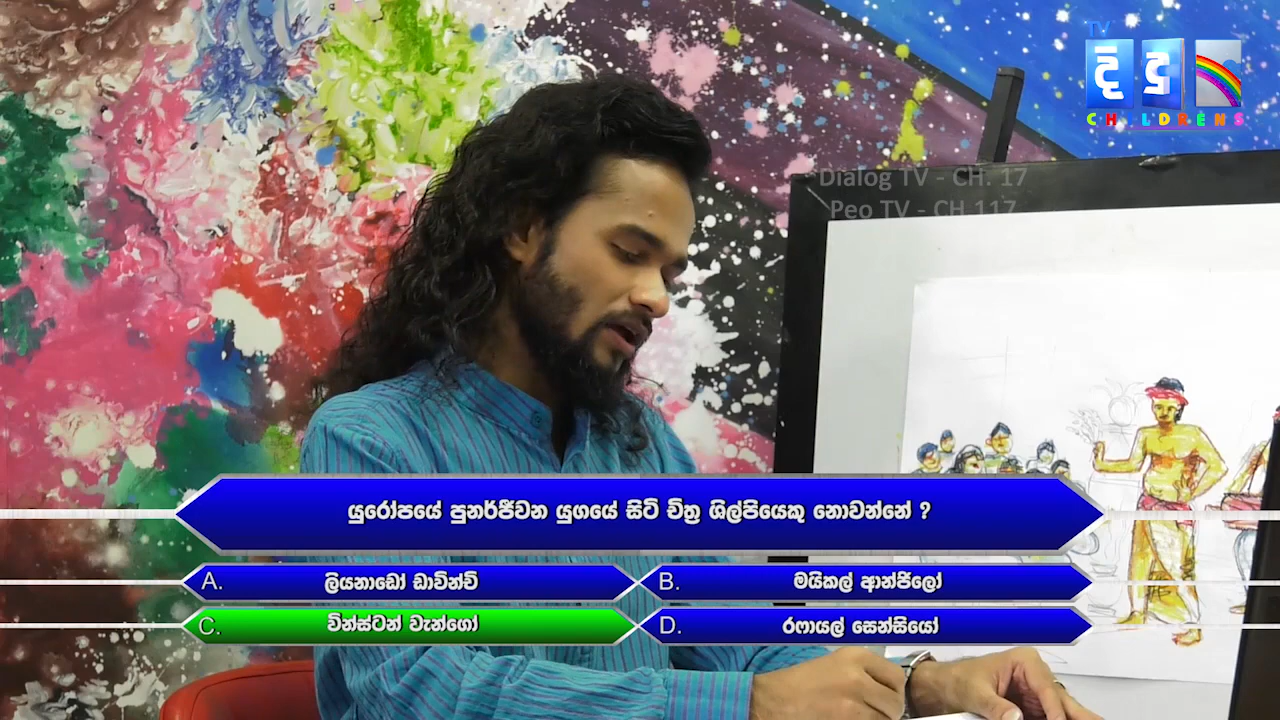 TV
දි දු
CHILDRENS
Dialog TV - CH. 17
Peo TV - CH 117
යුරෝපයේ පුනර්ජීවන යුගයේ සිටි චිත්‍ර ශිල්පියෙකු නොවන්නේ ?
A. ලියනාඩෝ ඩාවින්චි
B. මයිකල් ආන්ජිලෝ
C. වින්ස්ටන් වැන්ගෝ
D. රෆායල් සෙන්සියෝ